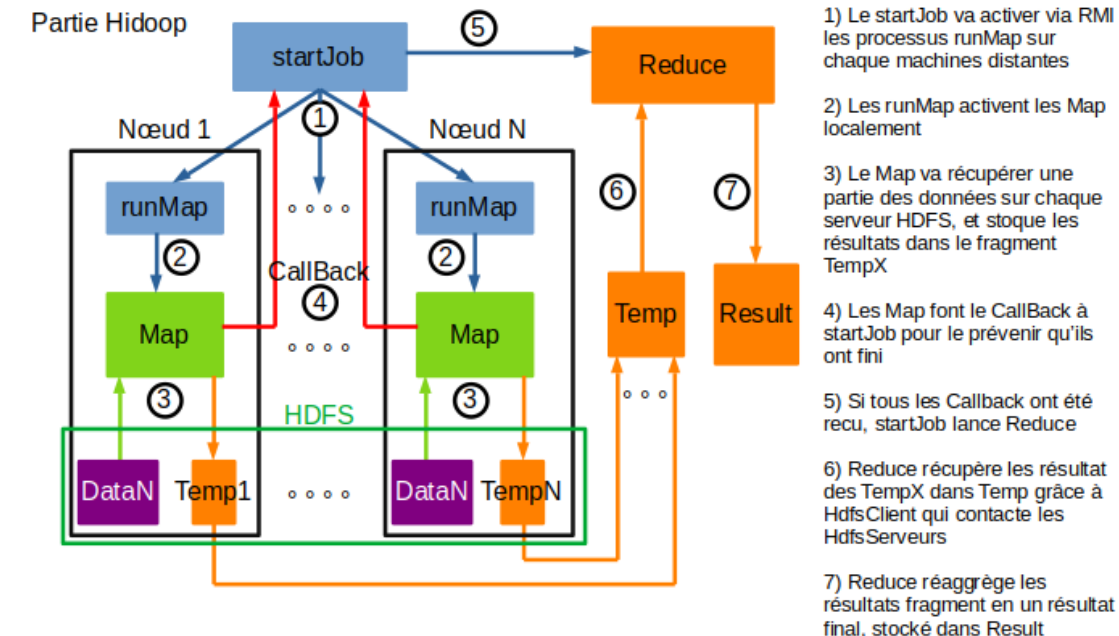 Partie Hidoop
startJob
5
Reduce
1
Nœud 1
Nœud N
runMap
runMap
2
CallBack
2
4
Map
Map
3
3
HDFS
DataN
Temp1
DataN
TempN
6
7
Temp
Result
1) Le startJob va activer via RMI
les processus runMap sur
chaque machines distantes
2) Les runMap activent les Map
localement
3) Le Map va récupérer une
partie des données sur chaque
serveur HDFS, et stoque les
résultats dans le fragment
TempX
4) Les Map font le CallBack à
startJob pour le prévenir qu'ils
ont fini
5) Si tous les Callback ont été
recu, startJob lance Reduce
6) Reduce récupère les résultat
des TempX dans Temp grâce à
HdfsClient qui contacte les
HdfsServeurs
7) Reduce réaggrège les
résultats fragment en un résultat
final, stocké dans Result